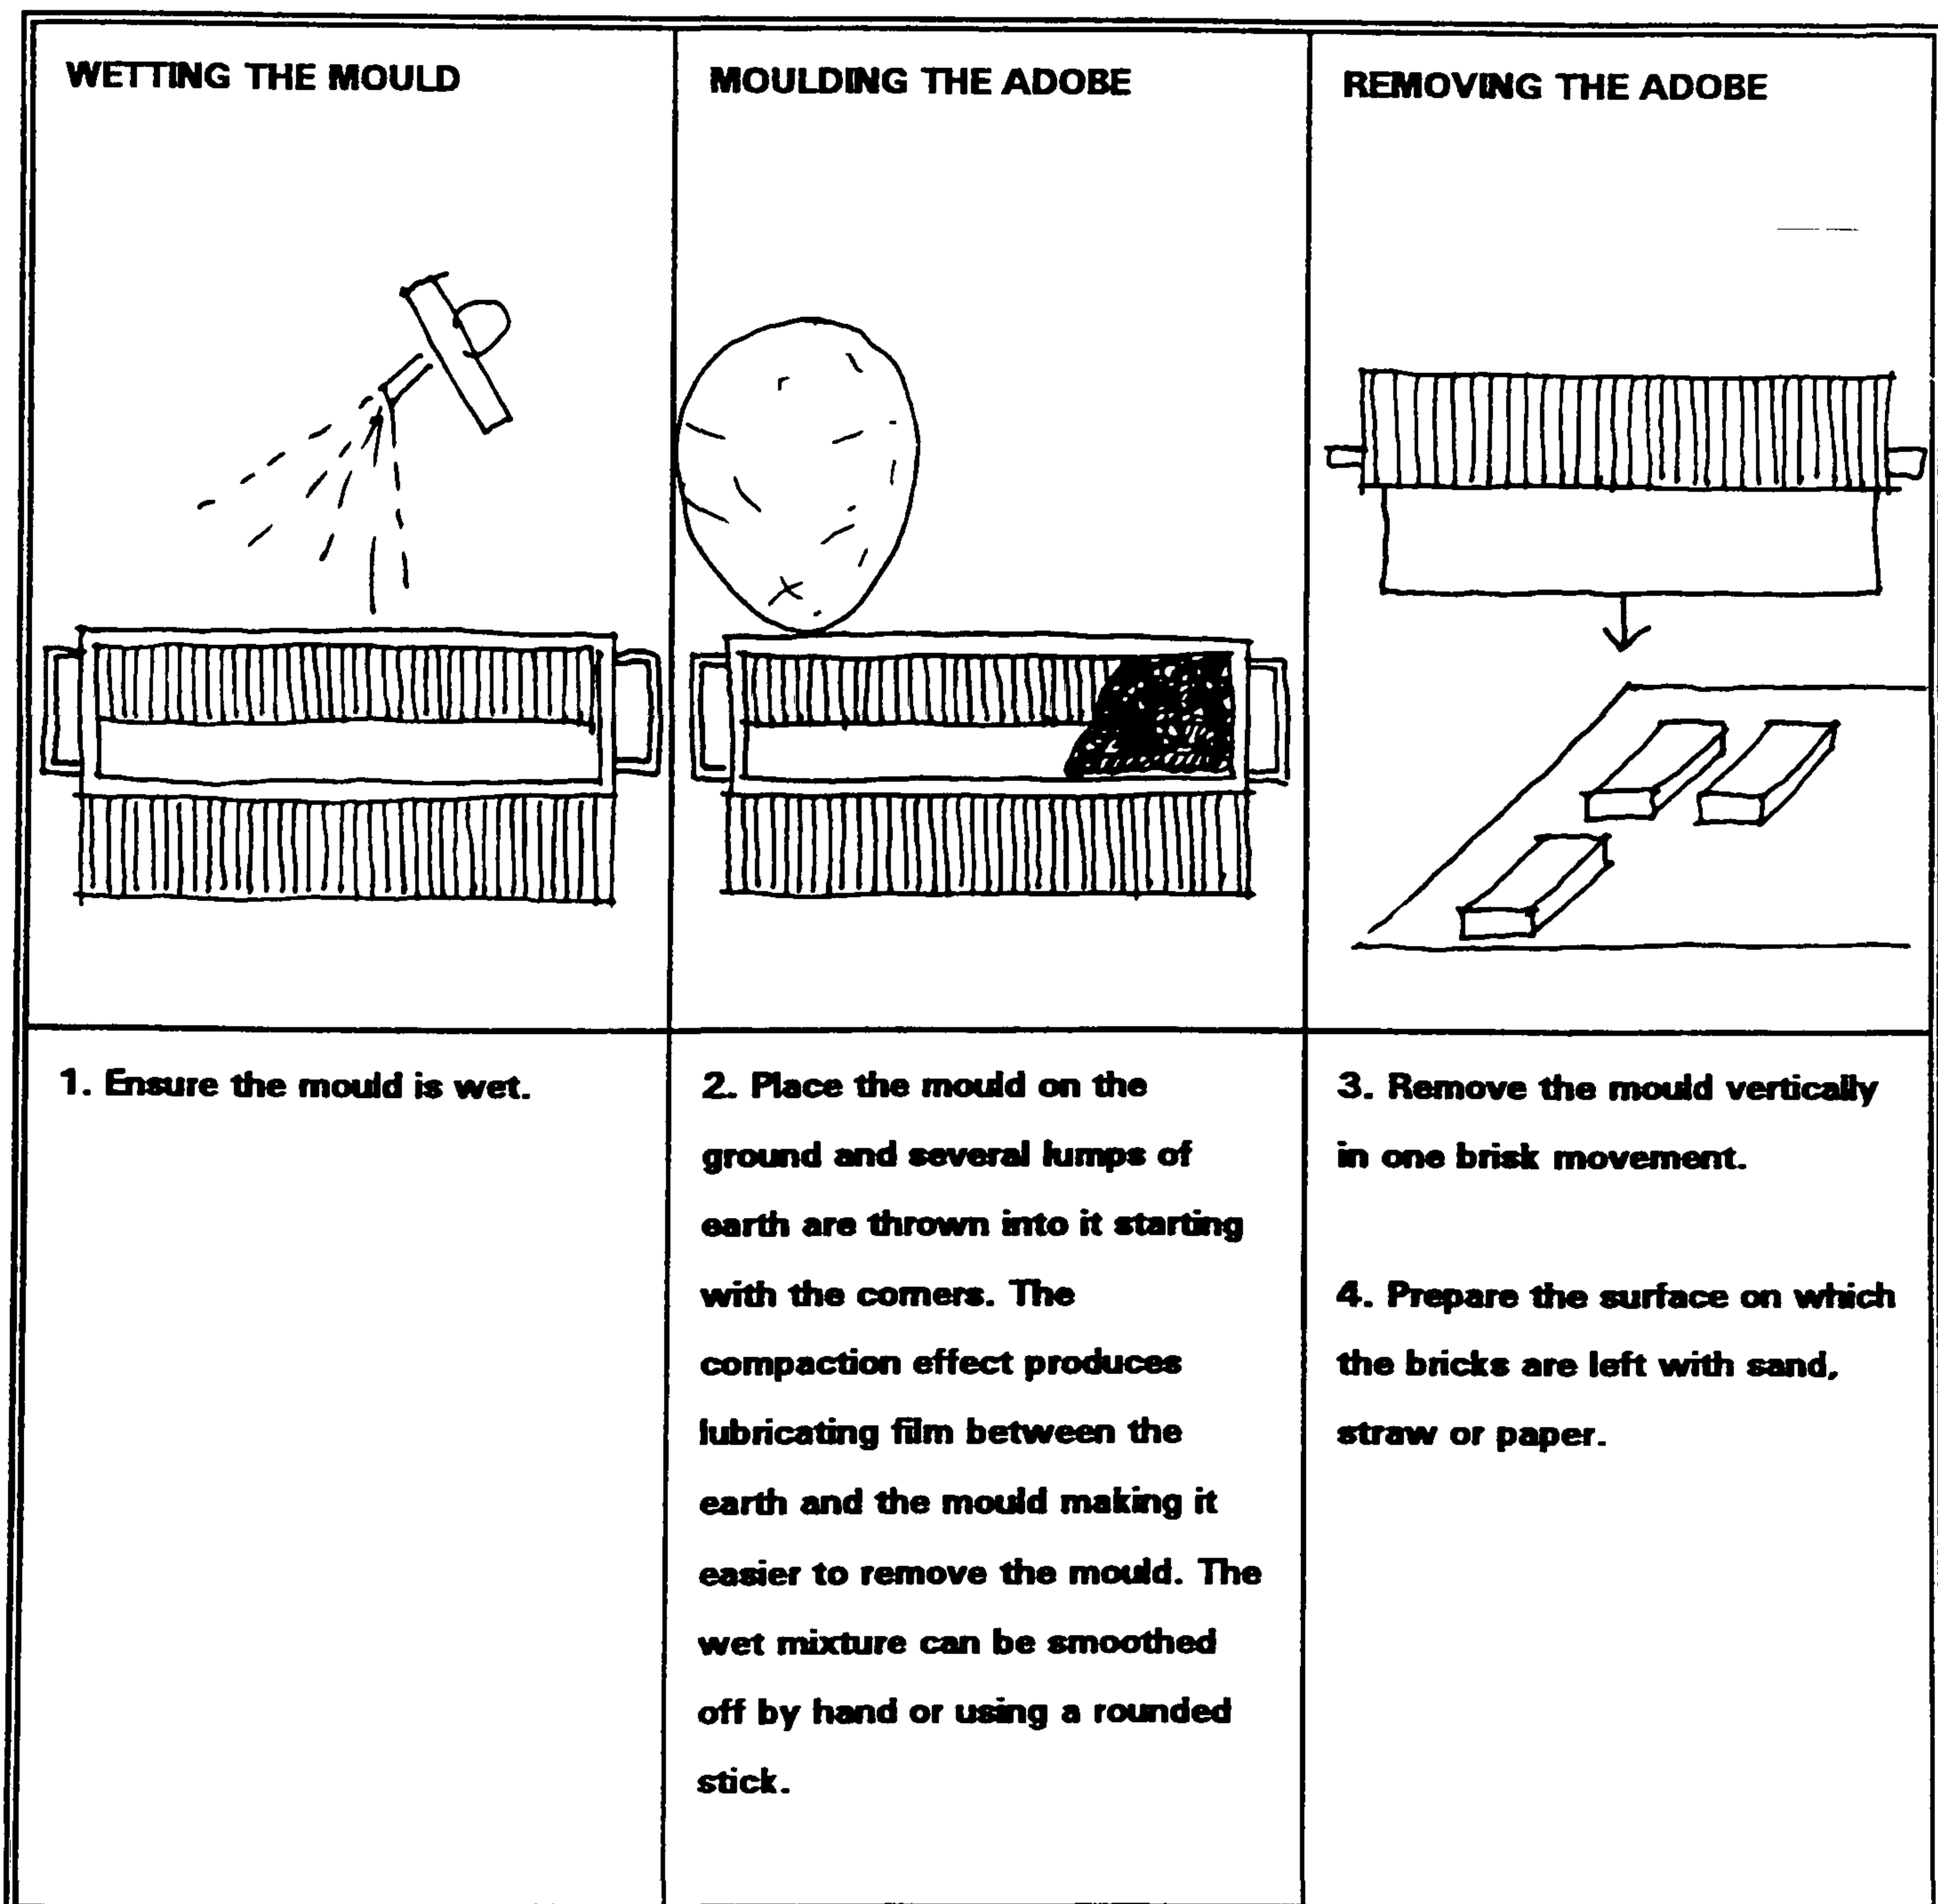 WETTING THE MOULD
MOULDING THE ADOBE
REMOVING THE ADOBE
1. Ensure the mould is wet.
2. Place the mould on the
ground and several lumps of
earth are thrown into it starting
with the corners. The
compaction effect produces
lubricating film between the
earth and the mould making it
easier to remove the mould. The
wet mixture can be smoothed
off by hand or using a rounded
stick.
3. Remove the mould vertically
in one brisk movement.
4. Prepare the surface on which
the bricks are left with sand,
straw or paper.